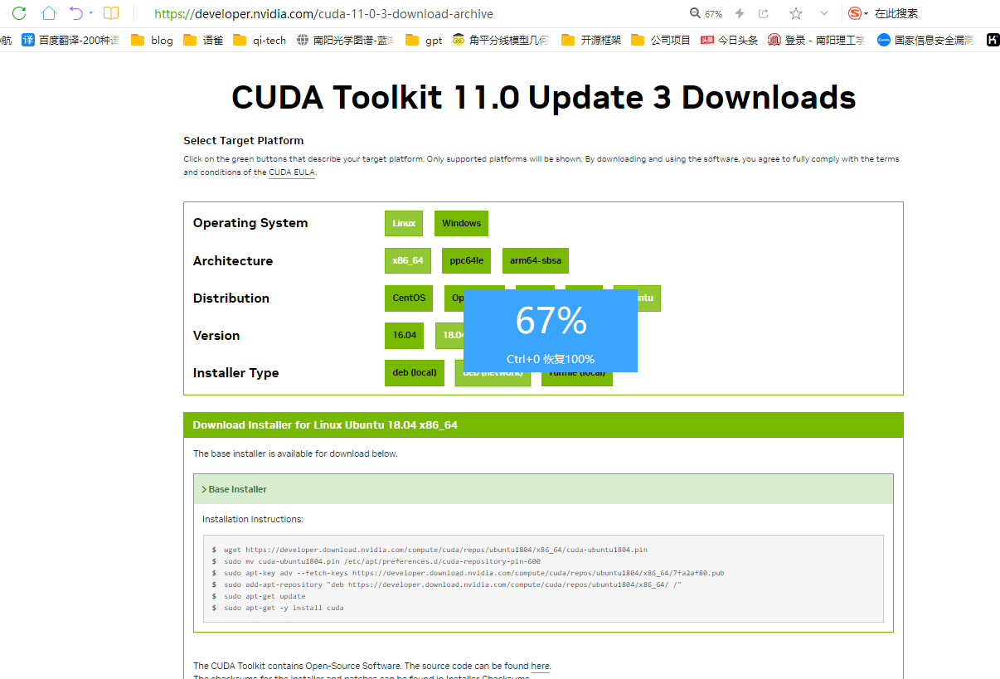 https://developer.nvidia.com/cuda-11-0-3-download-archive 67% 在此搜索
航 译 百度翻译-200种语 blog 语雀 qi-tech 南阳光学图谱-蓝湖 gpt 角平分线模型几何 开源框架 公司项目 头条 今日头条 登录 - 南阳理工学 国家信息安全漏洞
CUDA Toolkit 11.0 Update 3 Downloads
Select Target Platform
Click on the green buttons that describe your target platform. Only supported platforms will be shown. By downloading and using the software, you agree to fully comply with the terms
and conditions of the CUDA EULA.
Operating System Linux Windows
Architecture x86_64 ppc64le arm64-sbsa
Distribution CentOS
67%
Version 16.04 18.04
Ctrl+0 恢复100%
Installer Type deb (local) deb (network) runfile (local)
Download Installer for Linux Ubuntu 18.04 x86_64
The base installer is available for download below.
Base Installer
Installation Instructions:
$ wget https://developer.download.nvidia.com/compute/cuda/repos/ubuntu1804/x86_64/cuda-ubuntu1804.pin
$ sudo mv cuda-ubuntu1804.pin /etc/apt/preferences.d/cuda-repository-pin-600
$ sudo apt-key adv --fetch-keys https://developer.download.nvidia.com/compute/cuda/repos/ubuntu1804/x86_64/7fa2af80.pub
$ sudo add-apt-repository "deb https://developer.download.nvidia.com/compute/cuda/repos/ubuntu1804/x86_64/ /"
$ sudo apt-get update
$ sudo apt-get -y install cuda
The CUDA Toolkit contains Open-Source Software. The source code can be found here.
The checksums for the installer and patches can be found in Installer Checksums.